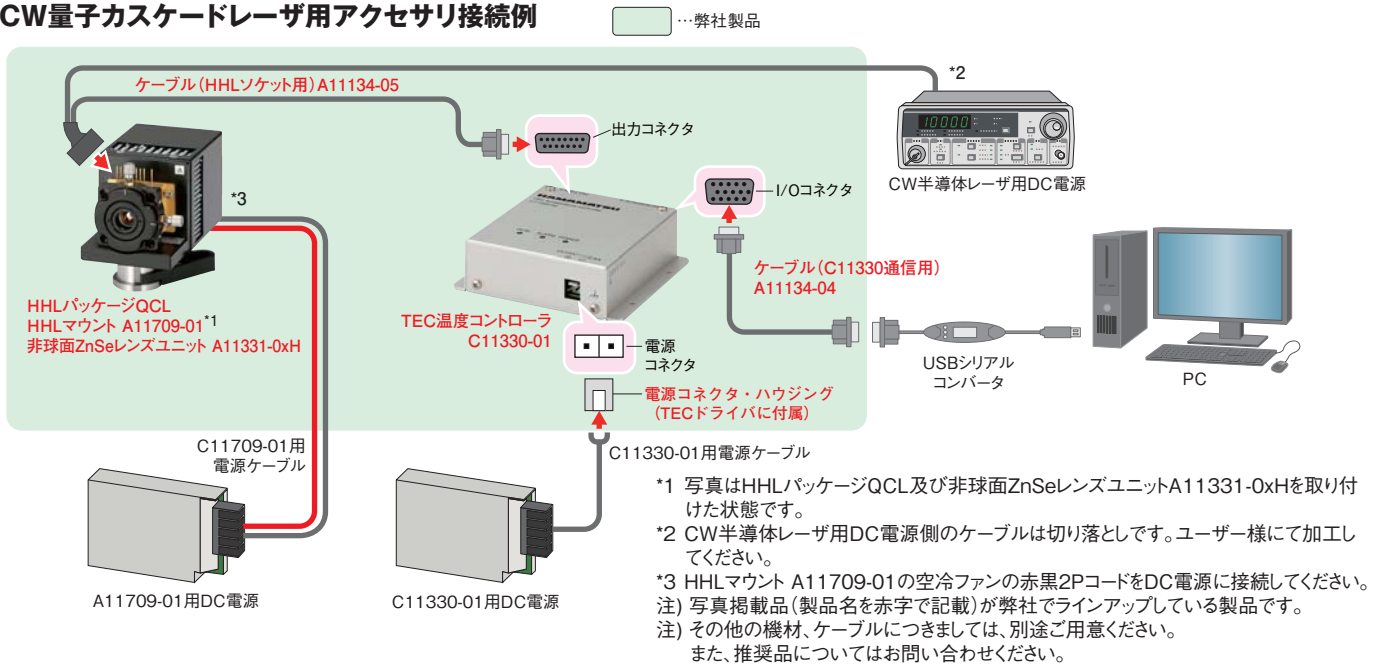 CW量子カスケードレーザ用アクセサリ接続例
…弊社製品
ケーブル（HHLソケット用）A11134-05
*2
出力コネクタ
10000
CW半導体レーザ用DC電源
I/Oコネクタ
*3
HAMAMATSU
ケーブル（C11330通信用）
A11134-04
HHLパッケージQCL
HHLマウント A11709-01*1
非球面ZnSeレンズユニット A11331-0xH
TEC温度コントローラ
C11330-01
電源
コネクタ
USBシリアル
コンバータ
PC
電源コネクタ・ハウジング
（TECドライバに付属）
C11709-01用
電源ケーブル
C11330-01用電源ケーブル
A11709-01用DC電源
C11330-01用DC電源
*1 写真はHHLパッケージQCL及び非球面ZnSeレンズユニットA11331-0xHを取り付
けた状態です。
*2 CW半導体レーザ用DC電源側のケーブルは切り落としです。ユーザー様にて加工し
てください。
*3 HHLマウント A11709-01の空冷ファンの赤黒2PコードをDC電源に接続してください。
注) 写真掲載品（製品名を赤字で記載）が弊社でラインアップしている製品です。
注) その他の機材、ケーブルにつきましては、別途ご用意ください。
また、推奨品についてはお問い合わせください。